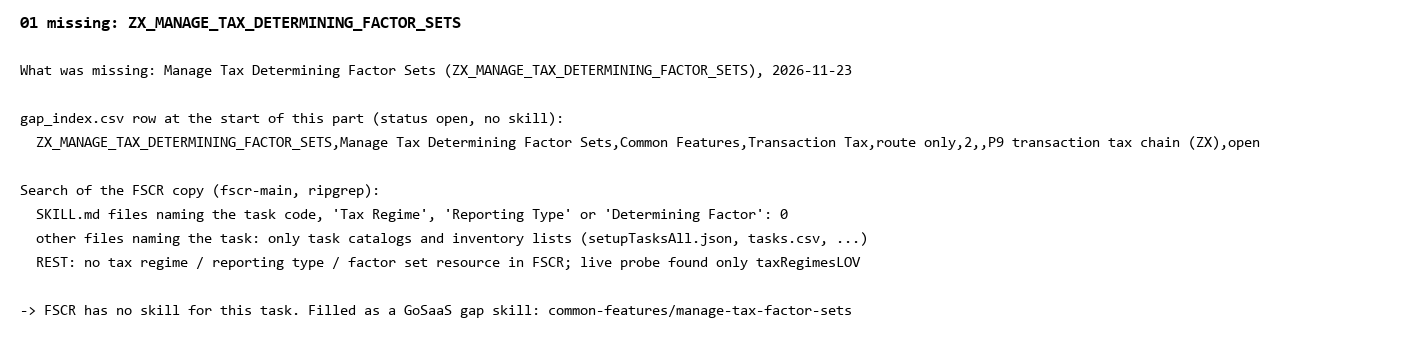 01 missing: ZX_MANAGE_TAX_DETERMINING_FACTOR_SETS
What was missing: Manage Tax Determining Factor Sets (ZX_MANAGE_TAX_DETERMINING_FACTOR_SETS), 2026-11-23
gap_index.csv row at the start of this part (status open, no skill):
ZX_MANAGE_TAX_DETERMINING_FACTOR_SETS,Manage Tax Determining Factor Sets,Common Features,Transaction Tax,route only,2,,P9 transaction tax chain (ZX),open
Search of the FSCR copy (fscr-main, ripgrep):
SKILL.md files naming the task code, 'Tax Regime', 'Reporting Type' or 'Determining Factor': 0
other files naming the task: only task catalogs and inventory lists (setupTasksAll.json, tasks.csv, ...)
REST: no tax regime / reporting type / factor set resource in FSCR; live probe found only taxRegimesLOV
-> FSCR has no skill for this task. Filled as a GoSaaS gap skill: common-features/manage-tax-factor-sets